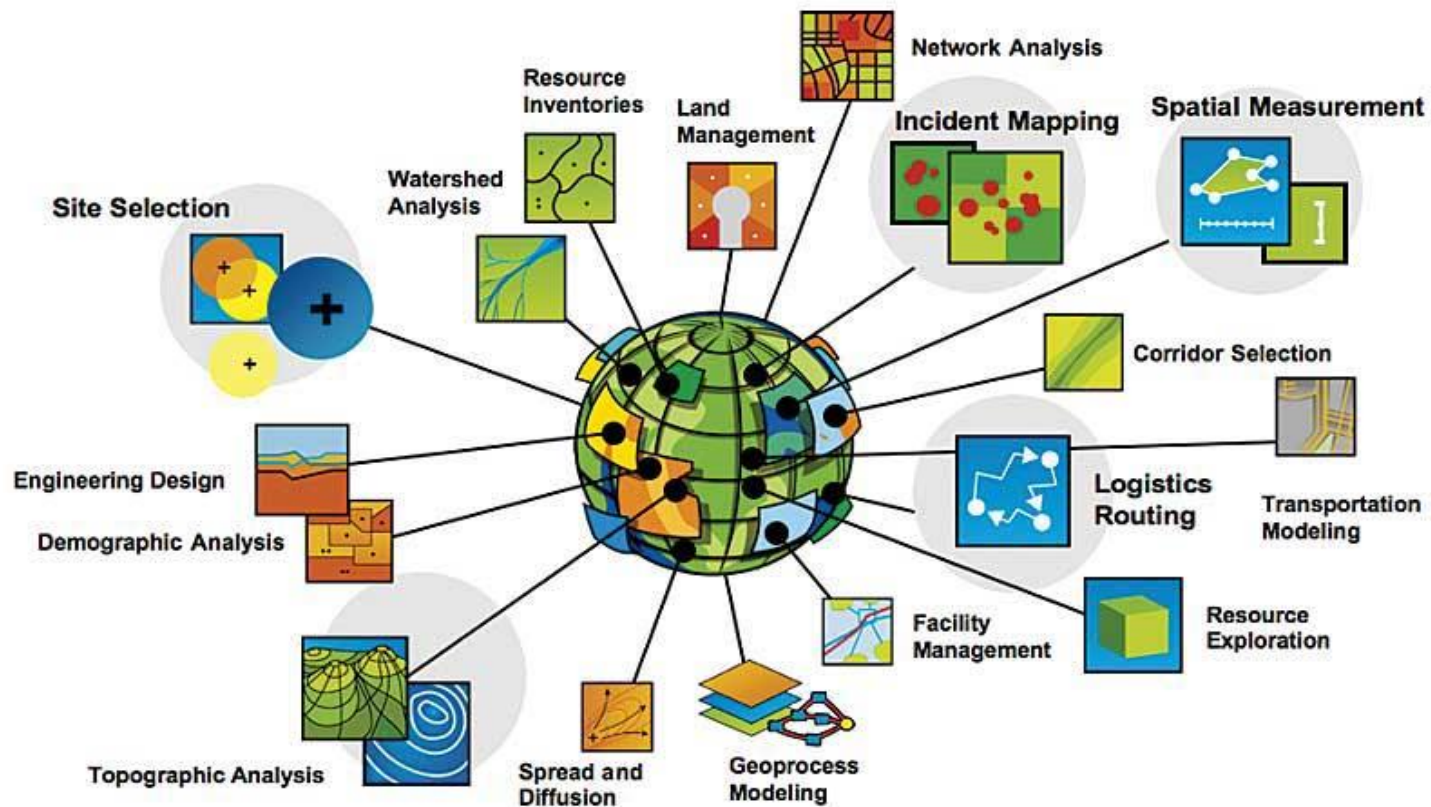 Network Analysis
Resource
Inventories
Land
Management
Incident Mapping
Spatial Measurement
Watershed
Analysis
Site Selection
Corridor Selection
Engineering Design
Logistics
Routing
Transportation
Modeling
Demographic Analysis
Facility
Management
Resource
Exploration
Topographic Analysis
Spread and
Diffusion
Geoprocess
Modeling